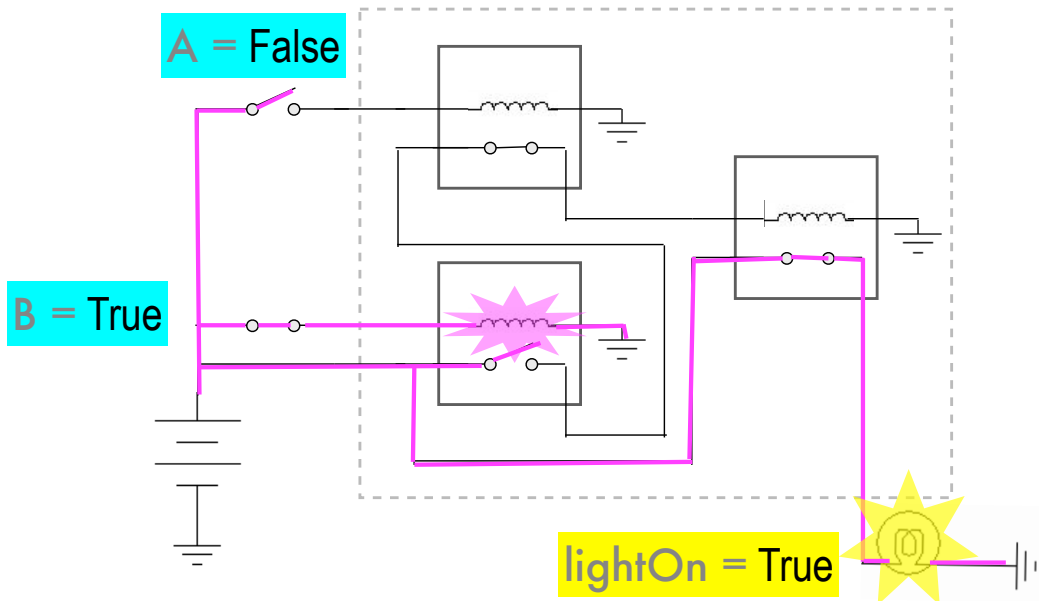 A = False
B = True
lightOn = True